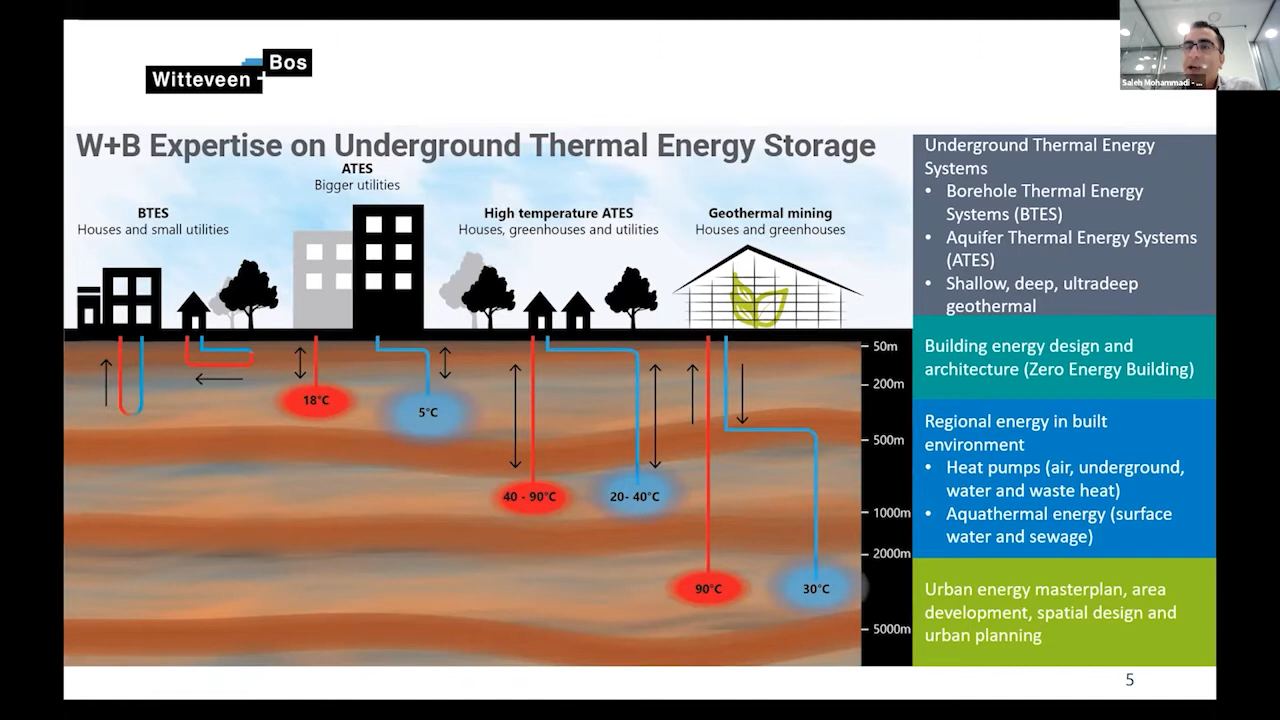 Witteveen + Bos
Saleh Mohammadi - ...
W+B Expertise on Underground Thermal Energy Storage
ATES
Bigger utilities
BTES
Houses and small utilities
High temperature ATES
Houses, greenhouses and utilities
Geothermal mining
Houses and greenhouses
18°C
5°C
40 - 90°C
20- 40°C
90°C
30°C
50m
200m
500m
1000m
2000m
5000m
Underground Thermal Energy
Systems
• Borehole Thermal Energy
Systems (BTES)
• Aquifer Thermal Energy Systems
(ATES)
• Shallow, deep, ultradeep
geothermal
Building energy design and
architecture (Zero Energy Building)
Regional energy in built
environment
• Heat pumps (air, underground,
water and waste heat)
• Aquathermal energy (surface
water and sewage)
Urban energy masterplan, area
development, spatial design and
urban planning
5